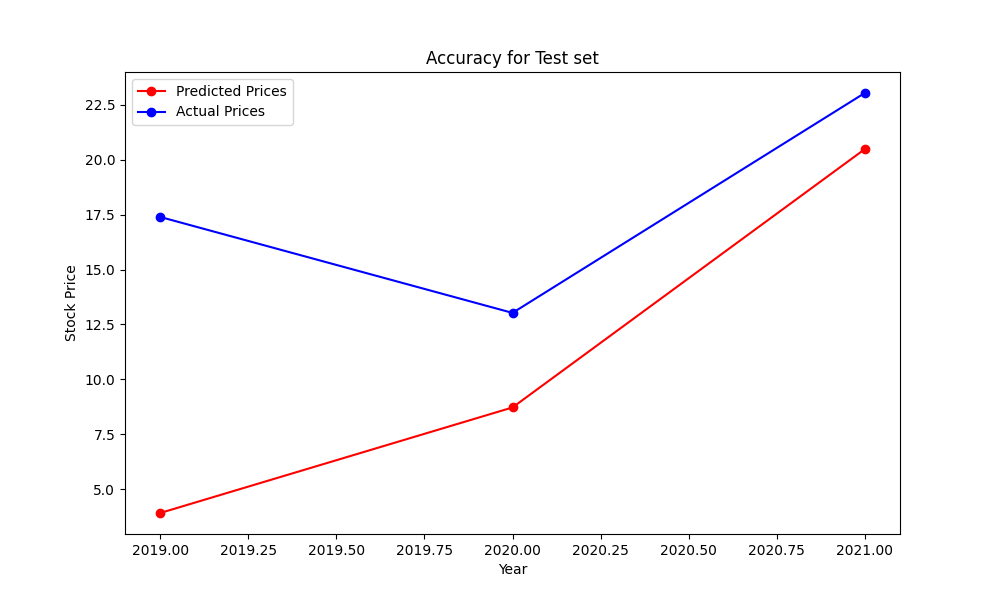 Accuracy for Test set
Predicted Prices
Actual Prices
Stock Price
22.5
20.0
17.5
15.0
12.5
10.0
7.5
5.0
2019.00 2019.25 2019.50 2019.75 2020.00 2020.25 2020.50 2020.75 2021.00
Year